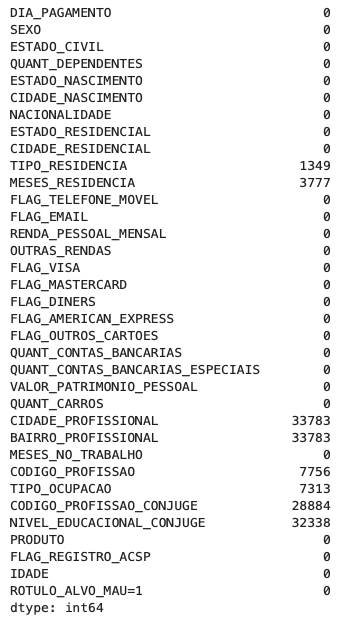 DIA_PAGAMENTO 0
SEXO 0
ESTADO_CIVIL 0
QUANT_DEPENDENTES 0
ESTADO_NASCIMENTO 0
CIDADE_NASCIMENTO 0
NACIONALIDADE 0
ESTADO_RESIDENCIAL 0
CIDADE_RESIDENCIAL 0
TIPO_RESIDENCIA 1349
MESES_RESIDENCIA 3777
FLAG_TELEFONE_MOVEL 0
FLAG_EMAIL 0
RENDA_PESSOAL_MENSAL 0
OUTRAS_RENDAS 0
FLAG_VISA 0
FLAG_MASTERCARD 0
FLAG_DINERS 0
FLAG_AMERICAN_EXPRESS 0
FLAG_OUTROS_CARTOES 0
QUANT_CONTAS_BANCARIAS 0
QUANT_CONTAS_BANCARIAS_ESPECIAIS 0
VALOR_PATRIMONIO_PESSOAL 0
QUANT_CARROS 0
CIDADE_PROFISSIONAL 33783
BAIRRO_PROFISSIONAL 33783
MESES_NO_TRABALHO 0
CODIGO_PROFISSAO 7756
TIPO_OCUPACAO 7313
CODIGO_PROFISSAO_CONJUGE 28884
NIVEL_EDUCACIONAL_CONJUGE 32338
PRODUTO 0
FLAG_REGISTRO_ACSP 0
IDADE 0
ROTULO_ALVO_MAU=1 0
dtype: int64